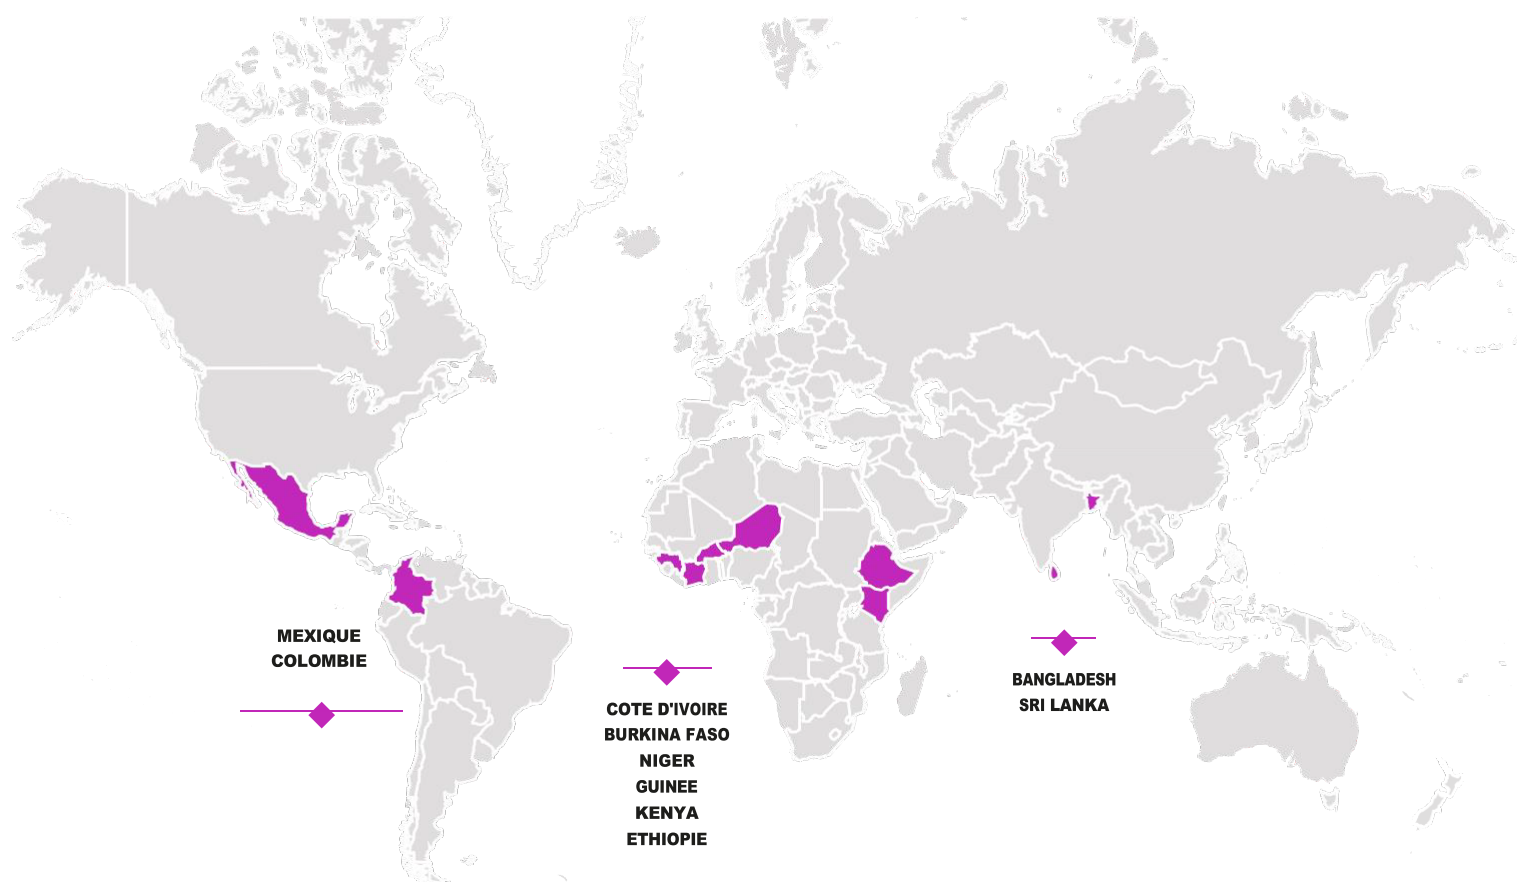 MEXIQUE
COLOMBIE
COTE D'IVOIRE
BURKINA FASO
NIGER
GUINEE
KENYA
ETHIOPIE
BANGLADESH
SRI LANKA